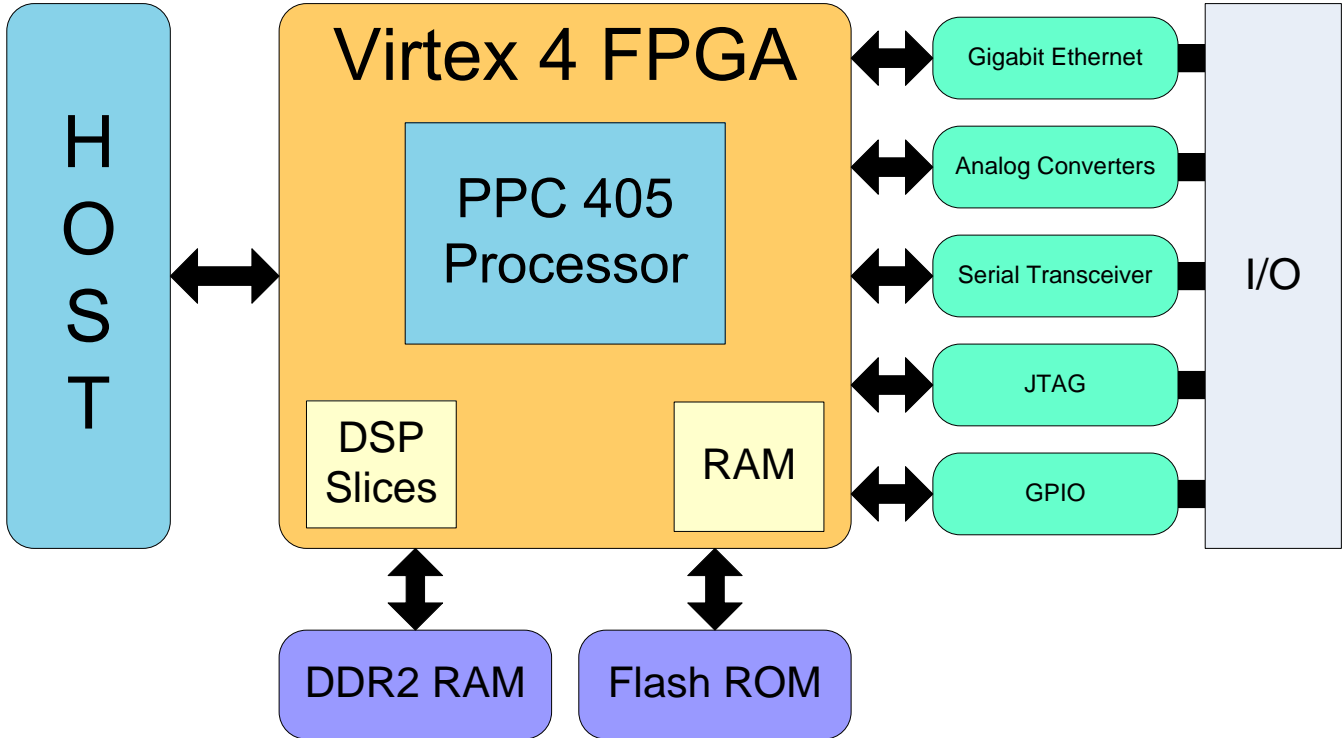 HOST
Virtex 4 FPGA
PPC 405
Processor
DSP
Slices
RAM
Gigabit Ethernet
Analog Converters
Serial Transceiver
JTAG
GPIO
I/O
DDR2 RAM
Flash ROM